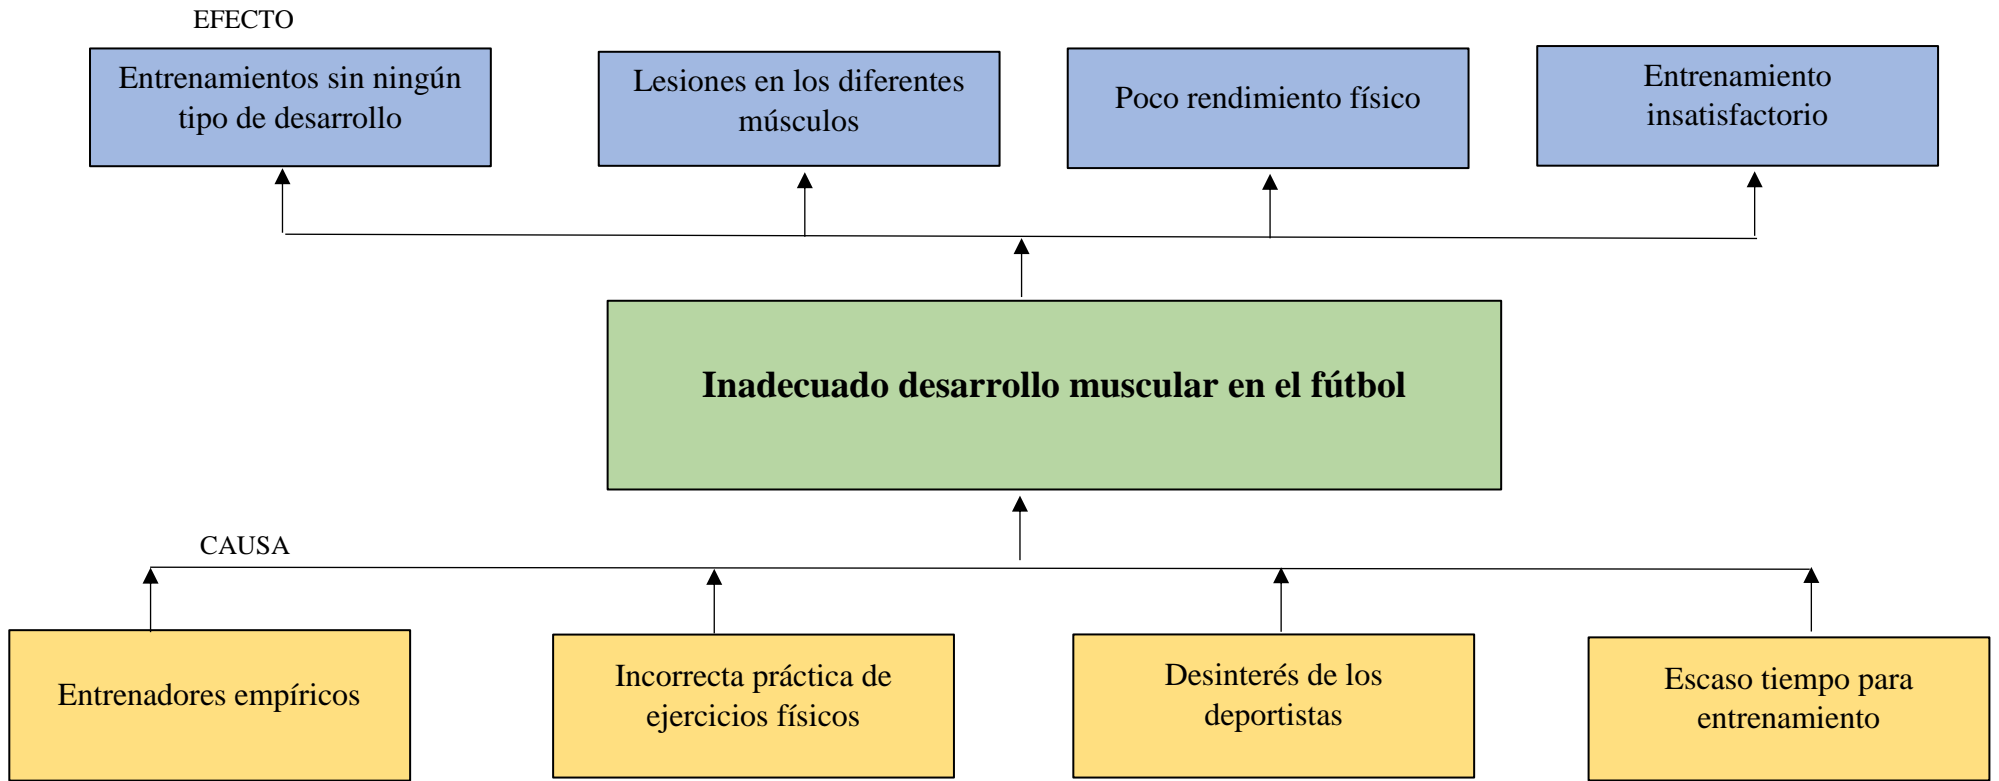 EFECTO
Entrenamientos sin ningún
tipo de desarrollo
Lesiones en los diferentes
músculos
Poco rendimiento físico
Entrenamiento
insatisfactorio
Inadecuado desarrollo muscular en el fútbol
CAUSA
Entrenadores empíricos
Incorrecta práctica de
ejercicios físicos
Desinterés de los
deportistas
Escaso tiempo para
entrenamiento